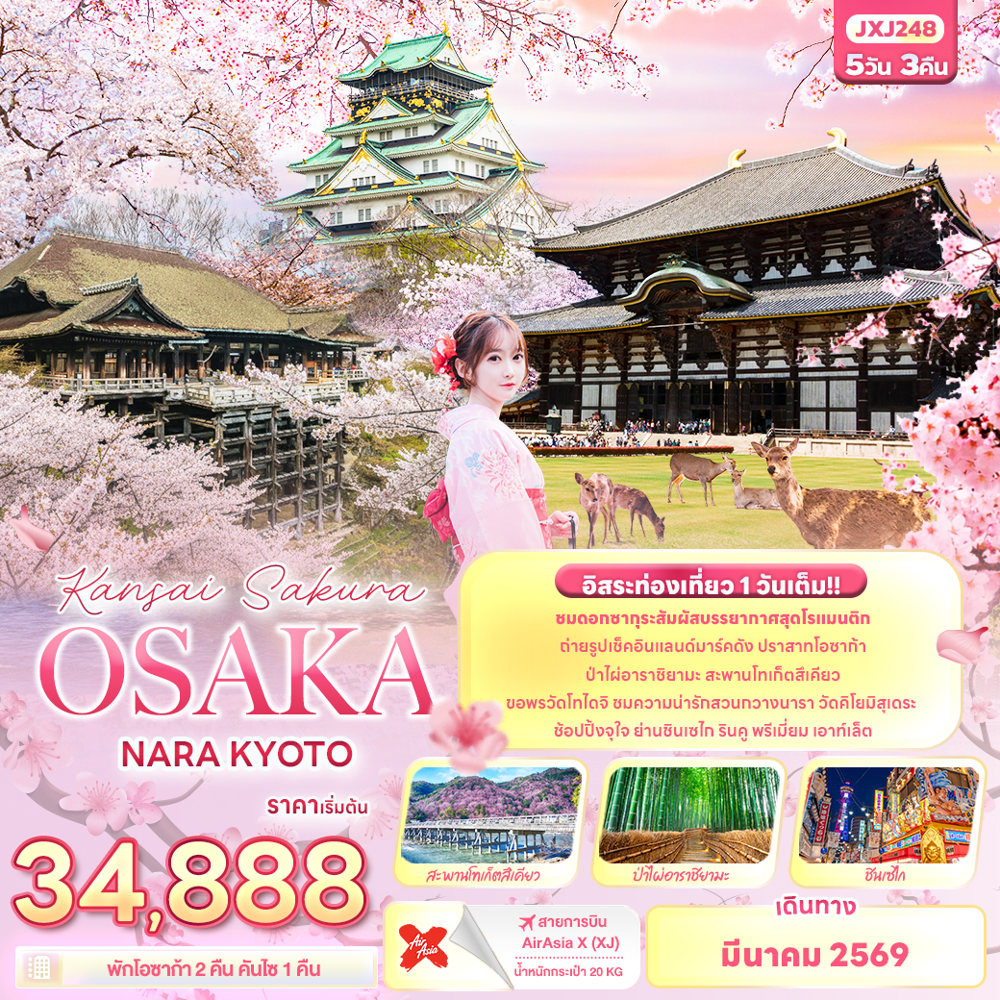 JXJ248
5วัน 3คืน
Kansai Sakura
OSAKA
NARA KYOTO
ราคาเริ่มต้น
34,888
พักโอซาก้า 2 คืน คันไซ 1 คืน
อิสระท่องเที่ยว 1 วันเต็ม!!
ชมดอกซากุระสัมผัสบรรยากาศสุดโรแมนติก
ถ่ายรูปเช็คอินแลนด์มาร์คดัง ปราสาทโอซาก้า
ป่าไผ่อาราชิยามะ สะพานโทเก็ตสึเคียว
ขอพรวัดโทไดจิ ชมความน่ารักสวนกวางนารา วัดคิโยมิสุเดระ
ช้อปปิ้งจุใจ ย่านชินเซไก รินคู พรีเมี่ยม เอาท์เล็ต
สะพานโทเก็ตสึเคียว
ป่าไผ่อาราชิยามะ
ชินเซไก
Air
Asia
X
สายการบิน
AirAsia X (XJ)
น้ำหนักกระเป๋า 20 KG
เดินทาง
มีนาคม 2569